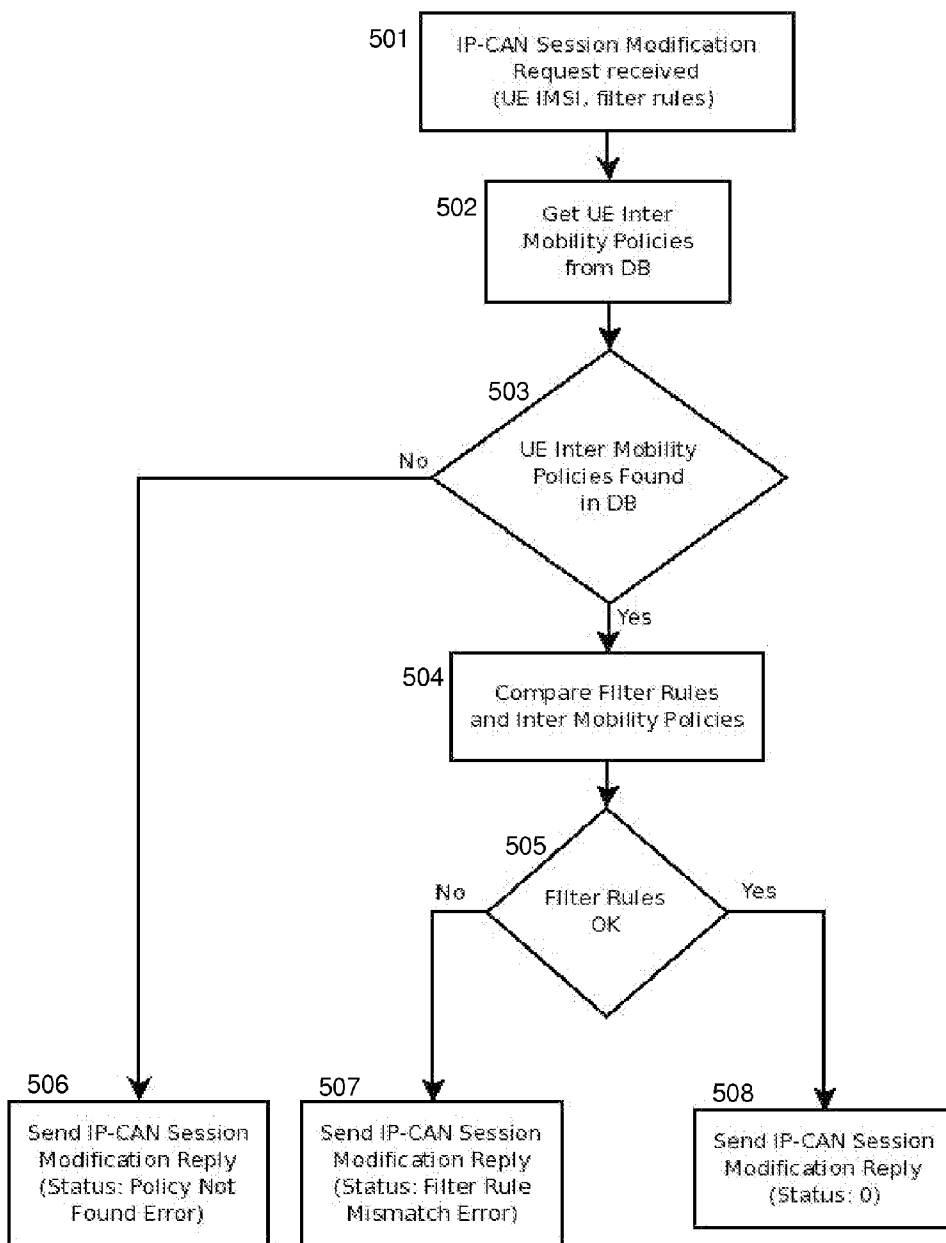 501
IP-CAN Session Modification
Request received
(UE IMSI, filter rules)
502
Get UE Inter
Mobility Policies
from DB
503
UE Inter Mobility
Policies Found
in DB
No
Yes
504
Compare Filter Rules
and Inter Mobility Policies
505
Filter Rules
OK
No
Yes
506
Send IP-CAN Session
Modification Reply
(Status: Policy Not
Found Error)
507
Send IP-CAN Session
Modification Reply
(Status: Filter Rule
Mismatch Error)
508
Send IP-CAN Session
Modification Reply
(Status: 0)